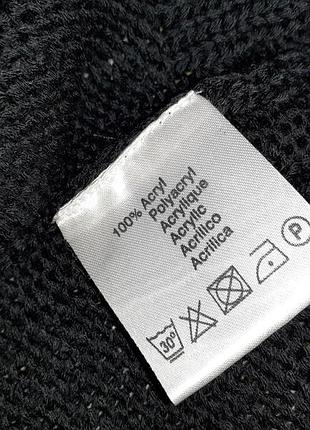 100% Acryl
Polyacryl
Acrylique
Acrylic
Acrilico
Acrilica
30° P